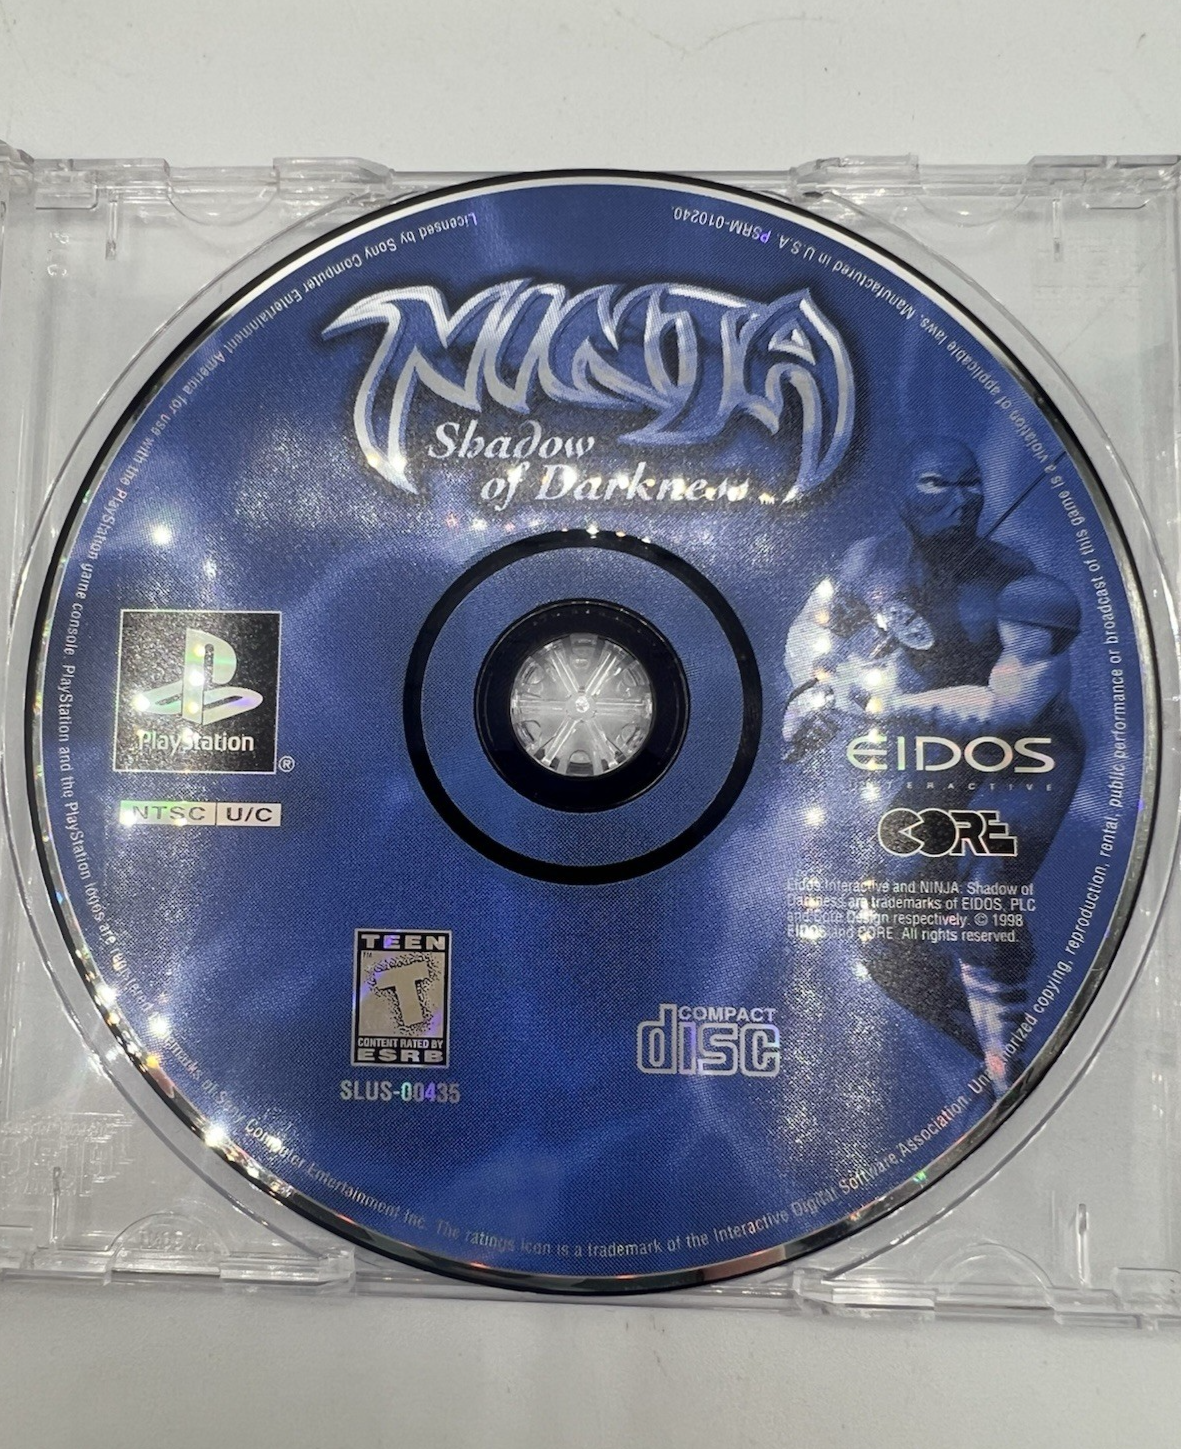 NINJA
Shadow
of Darkness
PlayStation
®
NTSC U/C
EIDOS
INTERACTIVE
CORE
Eidos Interactive and NINJA: Shadow of
Darkness are trademarks of EIDOS, PLC
and Core Design respectively. © 1998
EIDOS and CORE. All rights reserved.
TEEN
TM
T
CONTENT RATED BY
ESRB
SLUS-00435
COMPACT
disc
Licensed by Sony Computer Entertainment America for use with the PlayStation game console. PlayStation and the PlayStation logos are registered trademarks of Sony Computer Entertainment Inc. The ratings icon is a trademark of the Interactive Digital Software Association. Unauthorized copying, reproduction, rental, public performance or broadcast of this game is a violation of applicable laws. Manufactured in U.S.A. PSRM-010240.